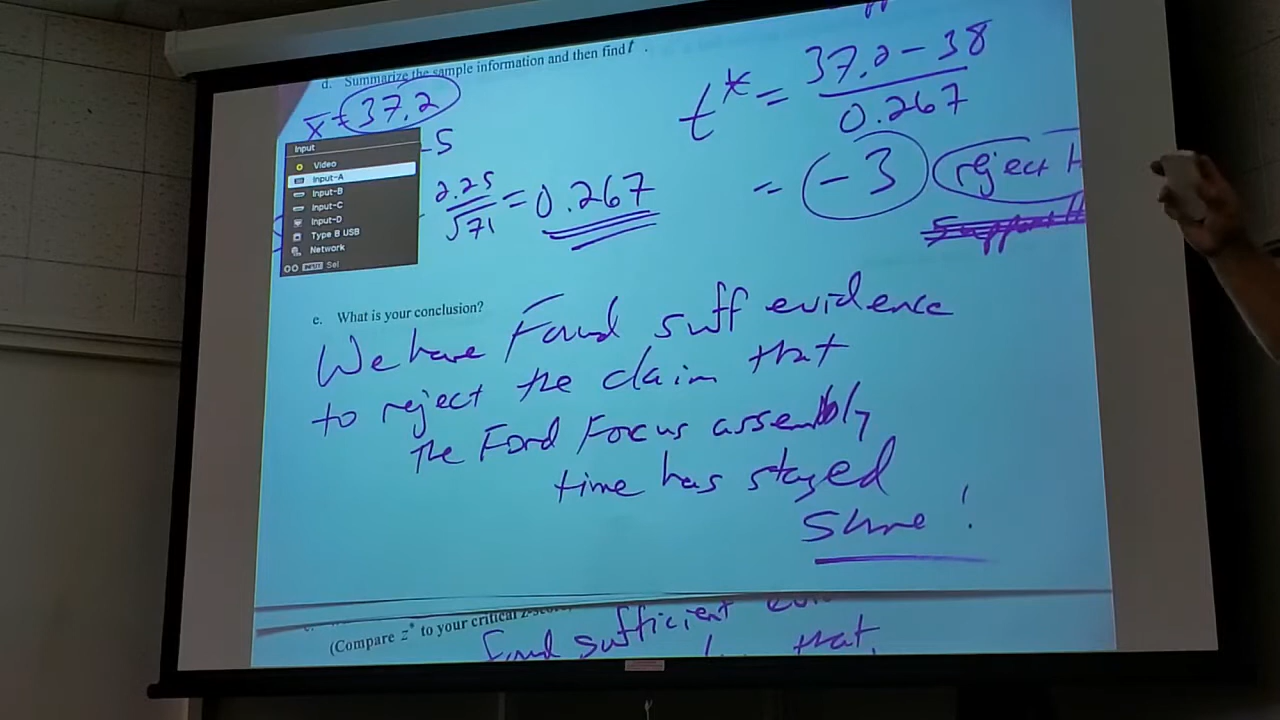 d. Summarize the sample information and then find t
x̄ = 37.2
t* = 37.2 – 38
0.267
= -3 reject H
Input
Video
Input-A
Input-B
Input-C
Input-D
Type B USB
Network
INPUT Sel
2.25
√71
= 0.267
e. What is your conclusion?
We have Found suff evidence
to reject the claim that
the Ford Focus assembly
time has stayed
same!
(Compare z* to your critical z-score,
Find sufficient
that